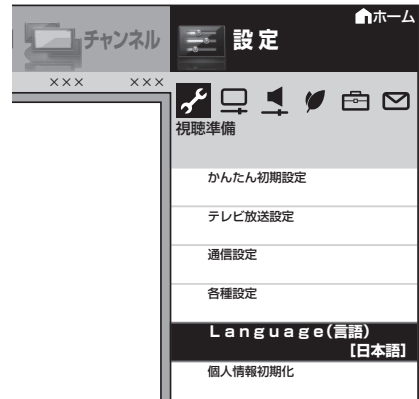 ホーム
チャンネル
設定
××× ×××
視聴準備
かんたん初期設定
テレビ放送設定
通信設定
各種設定
Ｌａｎｇｕａｇｅ(言語)
[日本語]
個人情報初期化